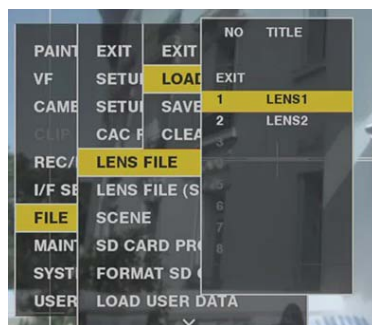 NO TITLE
EXIT
1 LENS1
2 LENS2
3
5
6
7
8
EXIT
LOAD
SAVE
CLEA
EXIT
SETU
SETU
CAC F
LENS FILE
LENS FILE (S
SCENE
SD CARD PR
FORMAT SD
LOAD USER DATA
PAINT
VF
CAME
CLIP
REC/
I/F SE
FILE
MAINT
SYST
USER